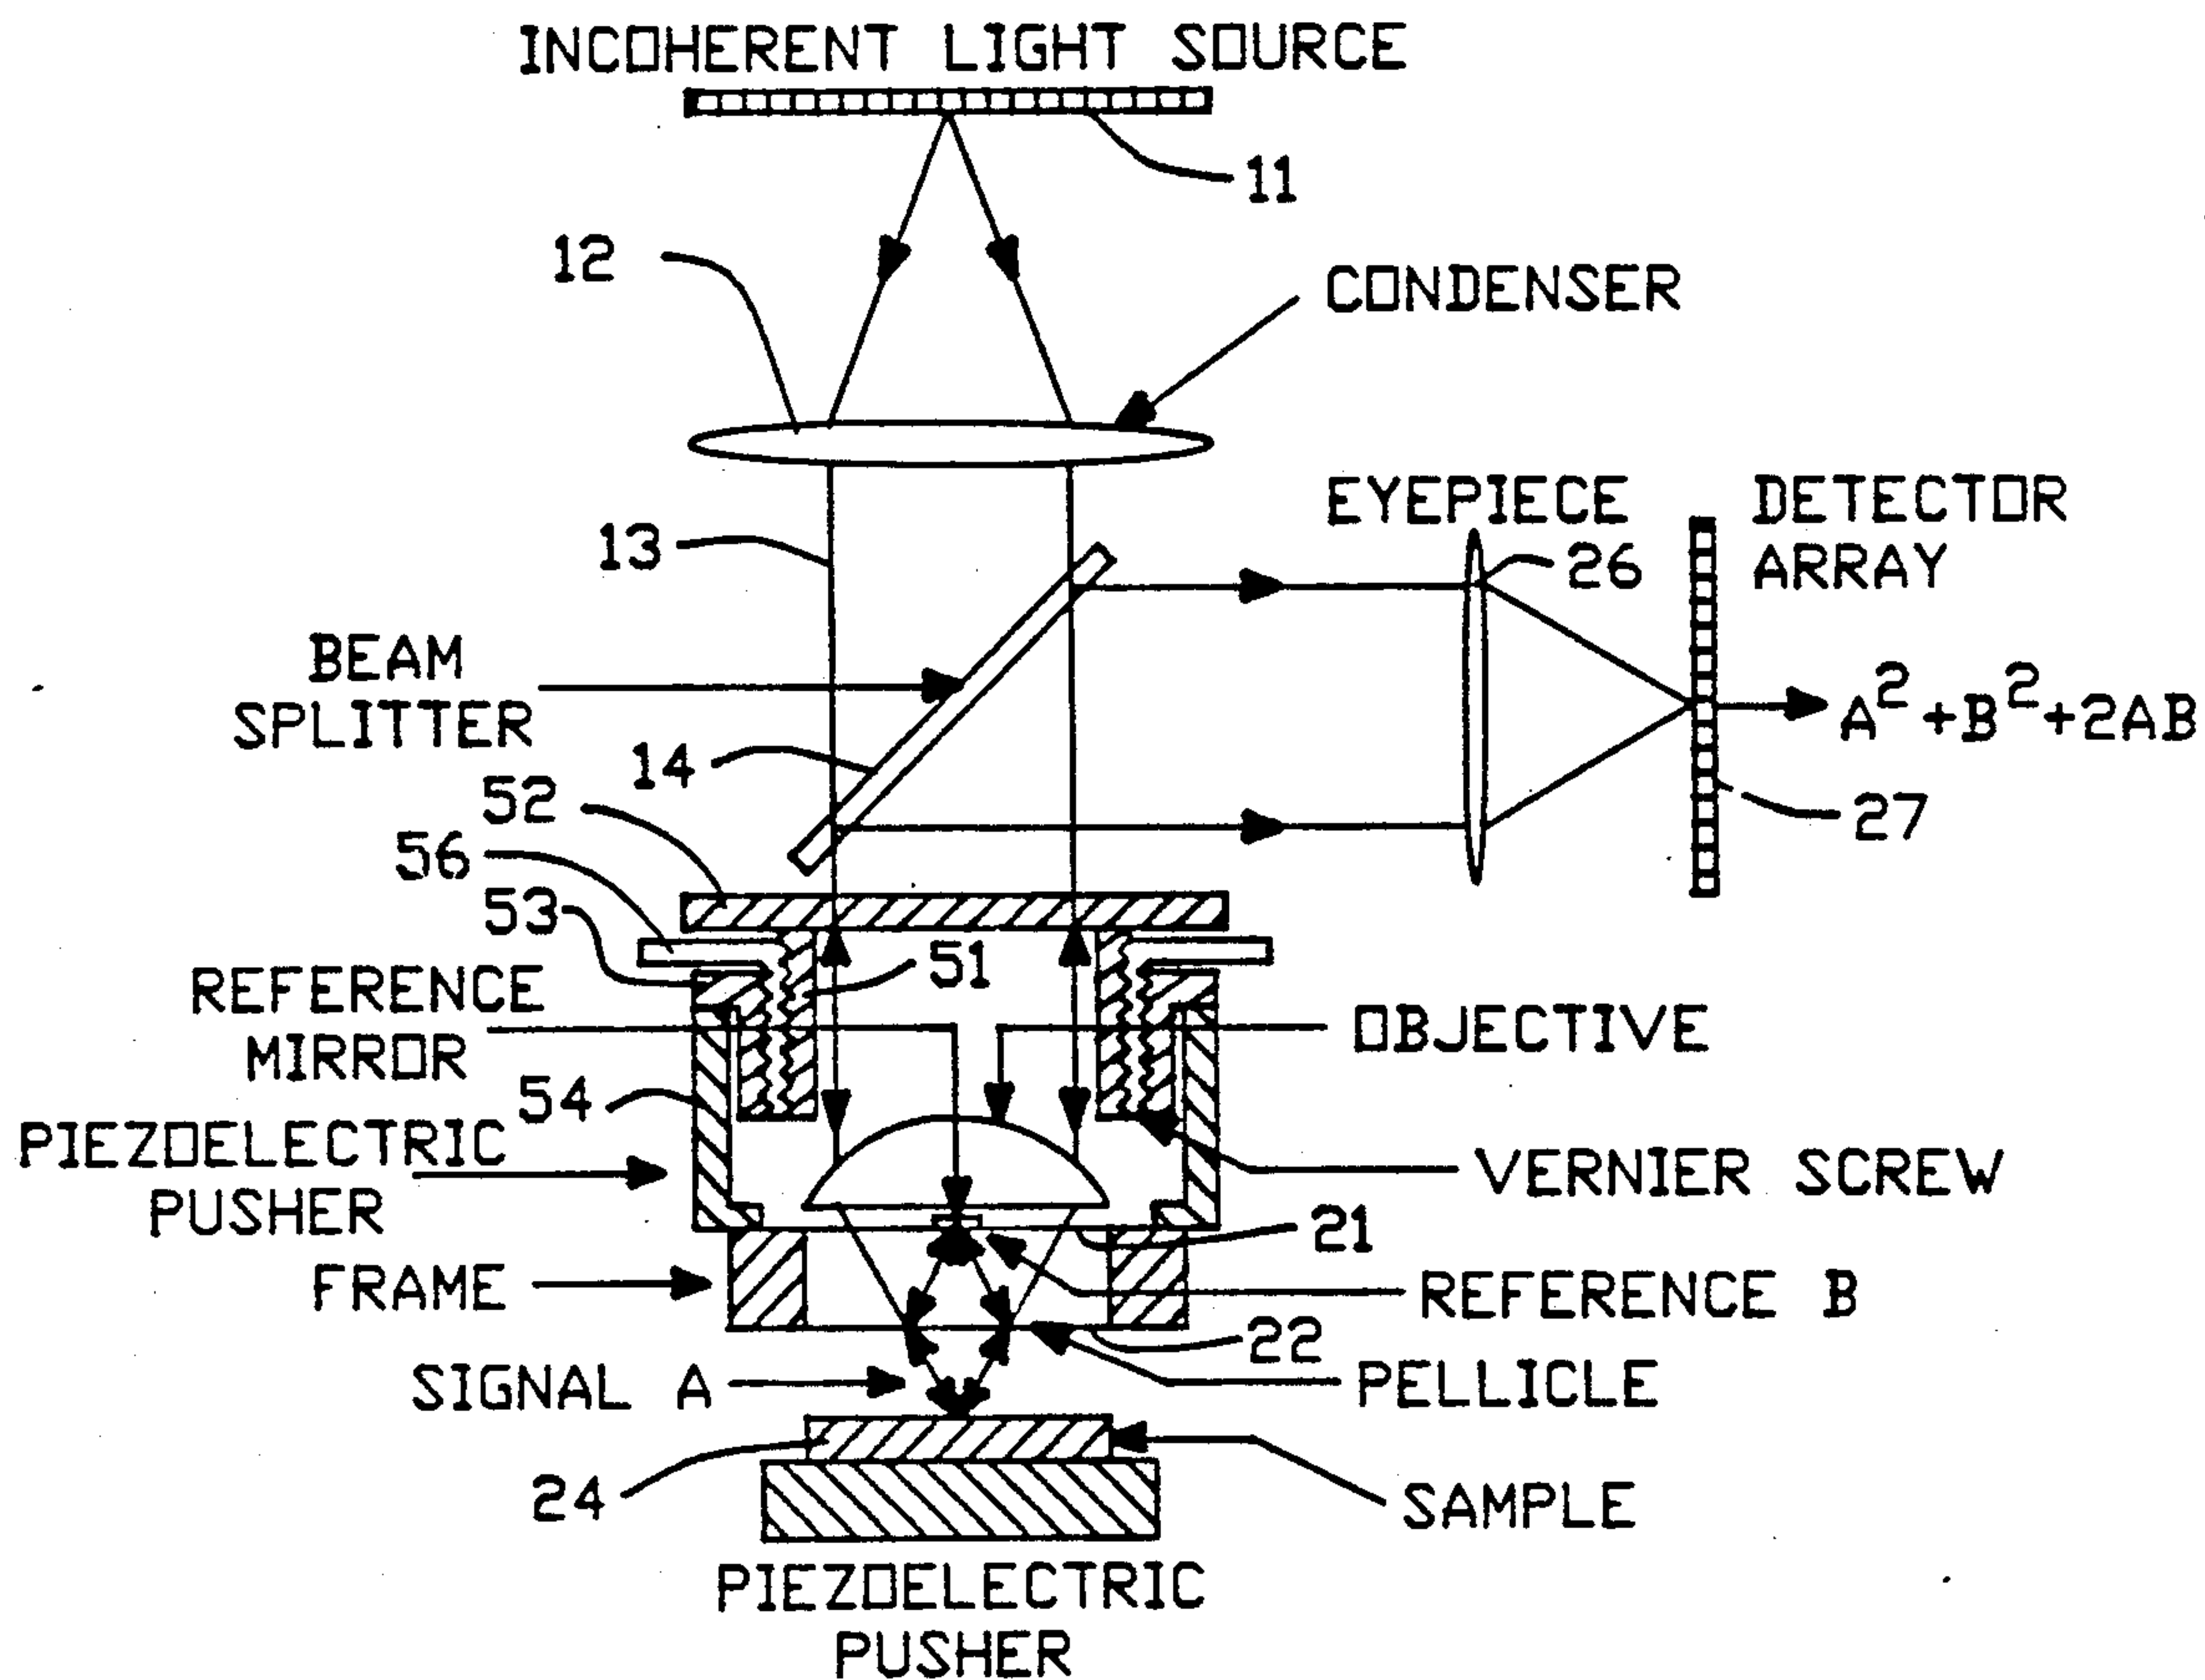 INCOHERENT LIGHT SOURCE
11
12
CONDENSER
EYEPIECE
DETECTOR
ARRAY
13
26
BEAM
SPLITTER
A²+B²+2AB
14
52
27
56
53
51
REFERENCE
MIRROR
OBJECTIVE
54
PIEZOELECTRIC
PUSHER
VERNIER SCREW
21
FRAME
REFERENCE B
22
SIGNAL A
PELLICLE
24
SAMPLE
PIEZOELECTRIC
PUSHER